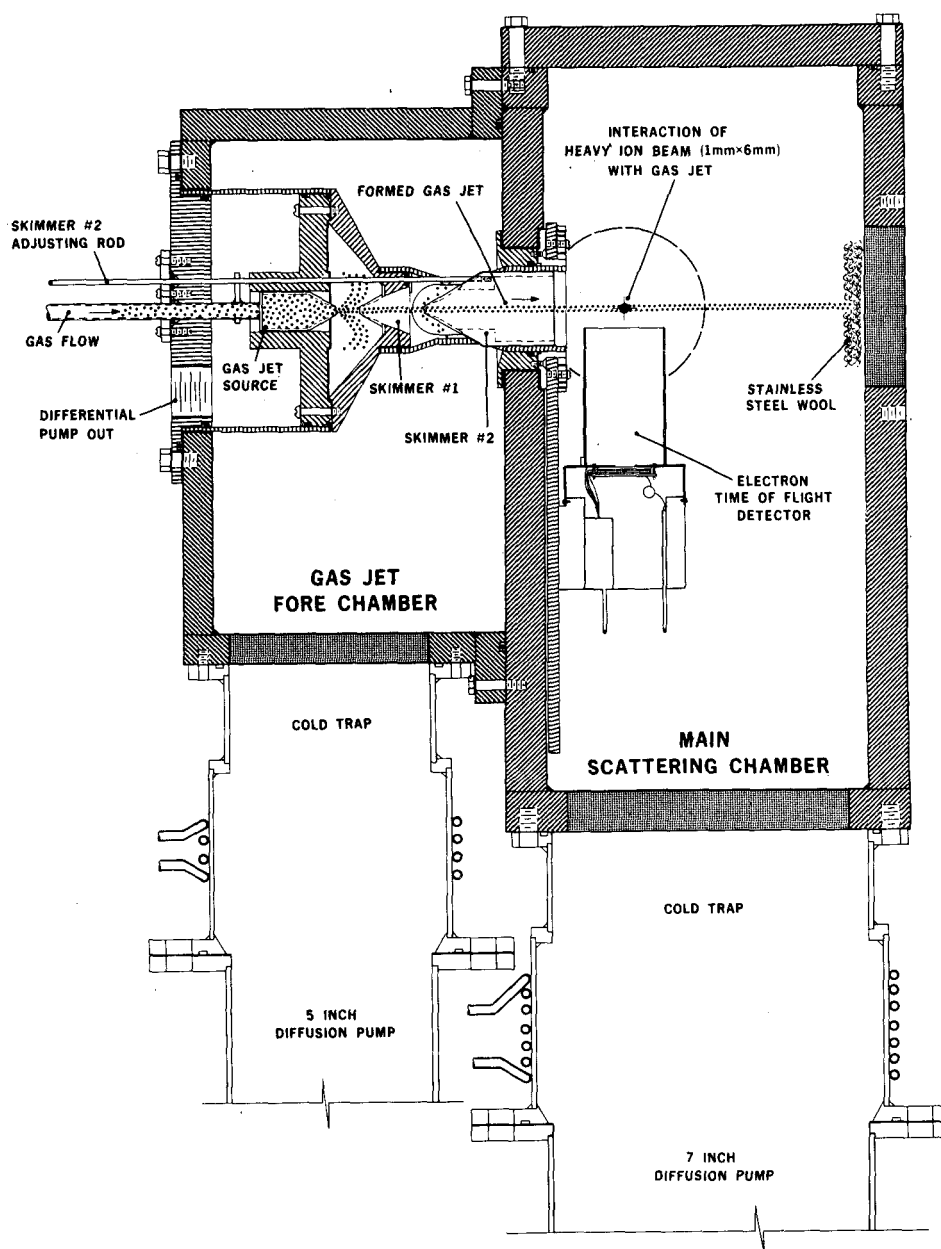 INTERACTION OF
HEAVY ION BEAM (1mm×6mm)
WITH GAS JET
FORMED GAS JET
SKIMMER #2
ADJUSTING ROD
GAS FLOW
GAS JET
SOURCE
SKIMMER #1
DIFFERENTIAL
PUMP OUT
SKIMMER #2
STAINLESS
STEEL WOOL
ELECTRON
TIME OF FLIGHT
DETECTOR
GAS JET
FORE CHAMBER
COLD TRAP
MAIN
SCATTERING CHAMBER
COLD TRAP
5 INCH
DIFFUSION PUMP
7 INCH
DIFFUSION PUMP